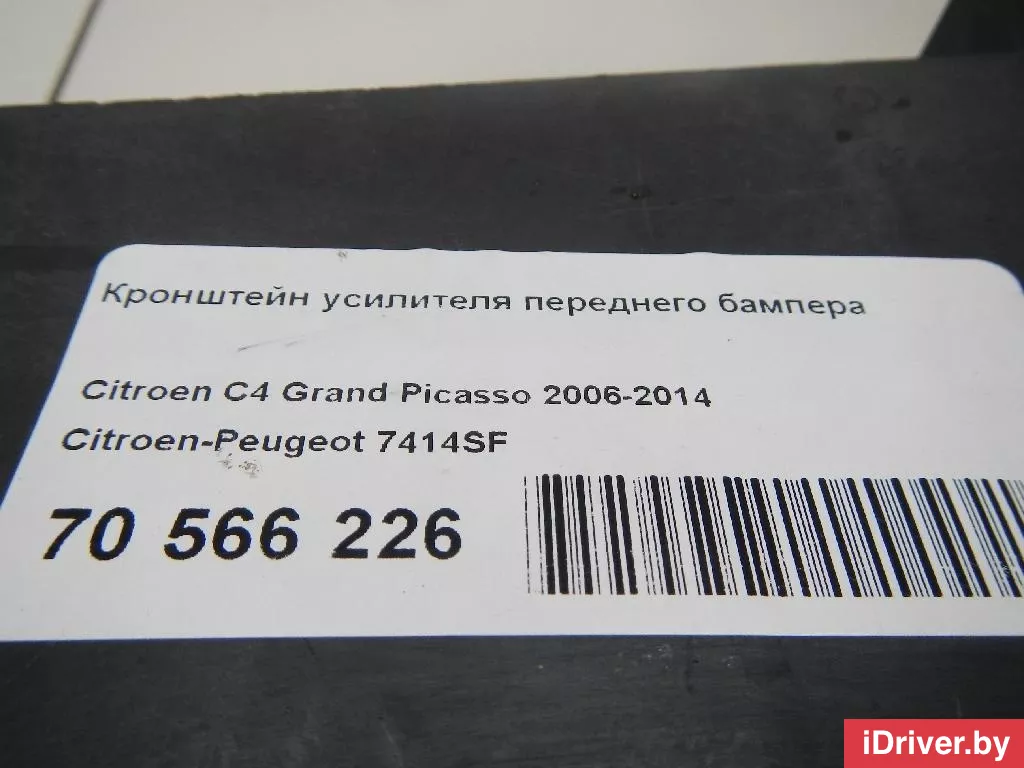 Кронштейн усилителя переднего бампера
Citroen C4 Grand Picasso 2006-2014
Citroen-Peugeot 7414SF
70 566 226
iDriver.by